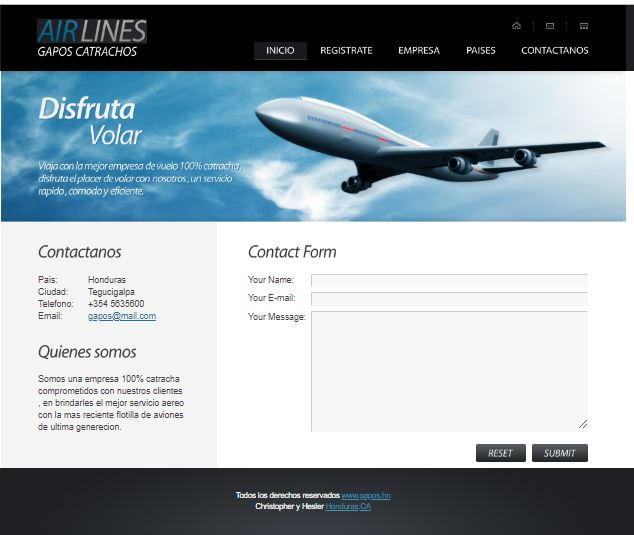 AIRLINES
GAPOS CATRACHOS
INICIO REGISTRATE EMPRESA PAISES CONTACTANOS
Disfruta
Volar
Viaja con la mejor empresa de vuelo 100% catracha,
disfruta el placer de volar con nosotros, un servicio
rapido, comodo y eficiente.
Contactanos
Pais: Honduras
Ciudad: Tegucigalpa
Telefono: +354 5635600
Email: gapos@mail.com
Quienes somos
Somos una empresa 100% catracha
comprometidos con nuestros clientes
, en brindarles el mejor servicio aereo
con la mas reciente flotilla de aviones
de ultima generecion.
Contact Form
Your Name:
Your E-mail:
Your Message:
RESET SUBMIT
Todos los derechos reservados www.gapos.hn
Christopher y Hesler Honduras,CA